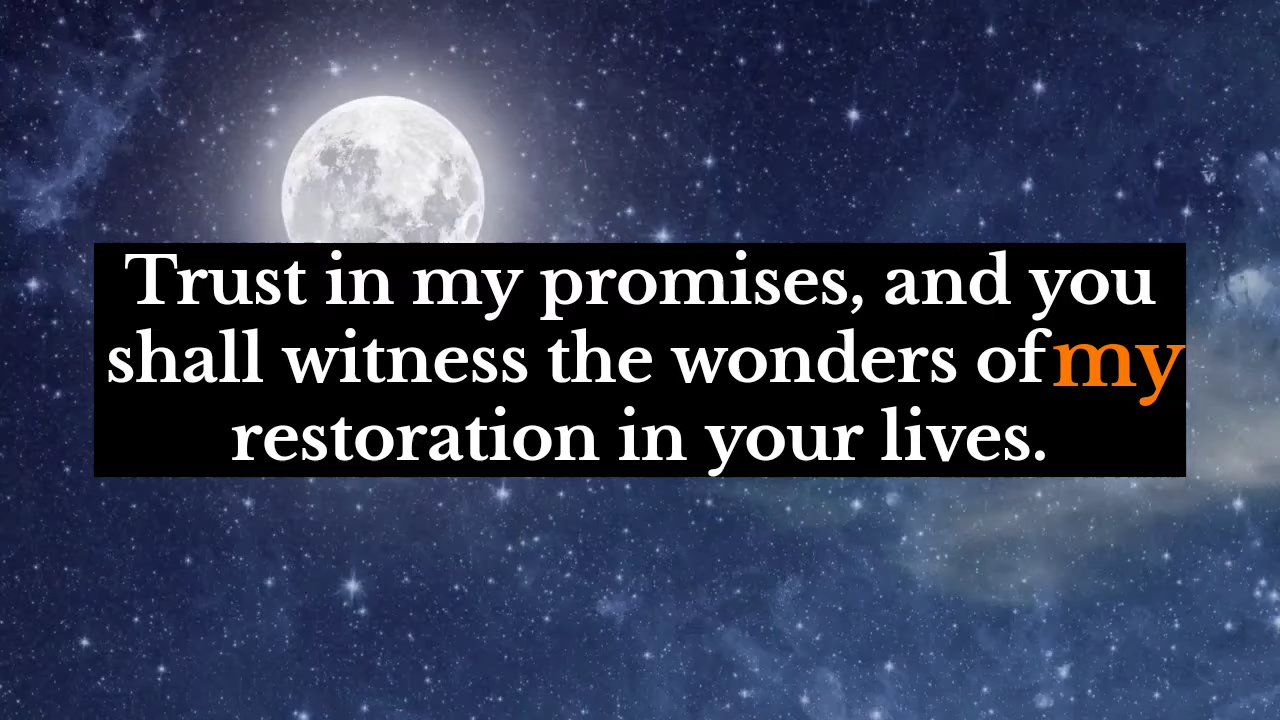 Trust in my promises, and you
shall witness the wonders of my
restoration in your lives.